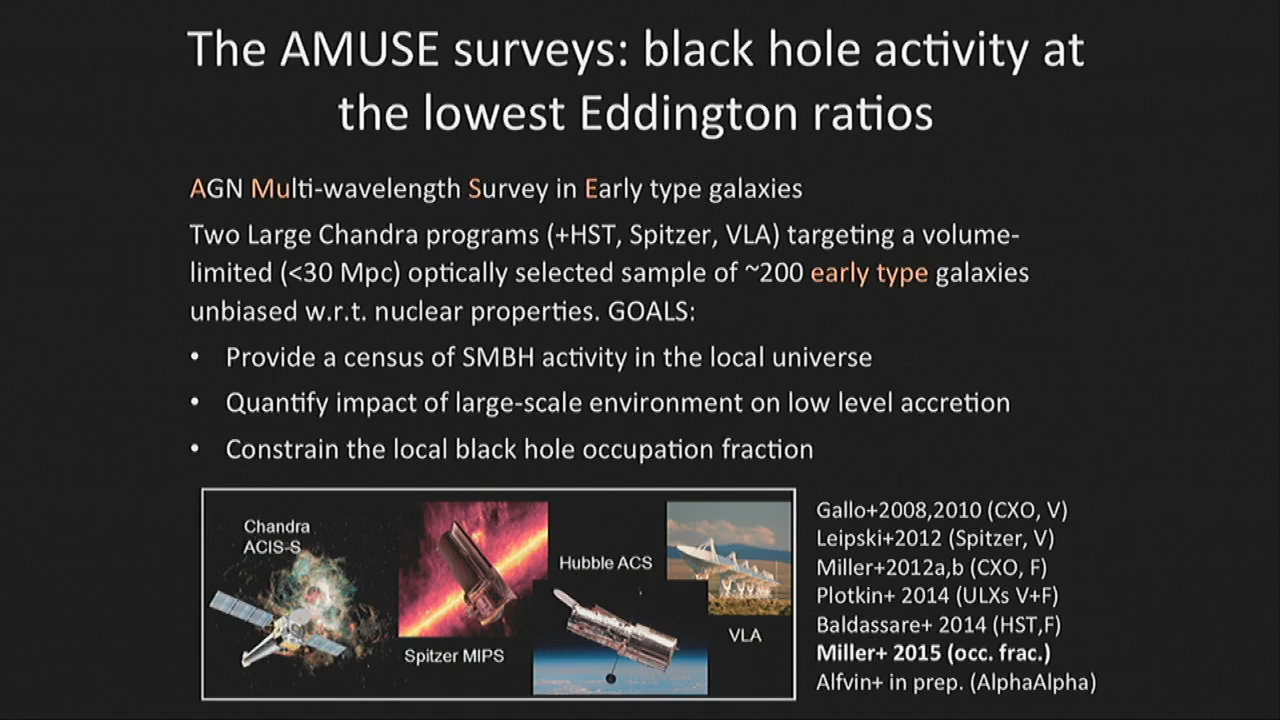 The AMUSE surveys: black hole activity at
the lowest Eddington ratios
AGN Multi-wavelength Survey in Early type galaxies
Two Large Chandra programs (+HST, Spitzer, VLA) targeting a volume-
limited (<30 Mpc) optically selected sample of ~200 early type galaxies
unbiased w.r.t. nuclear properties. GOALS:
• Provide a census of SMBH activity in the local universe
• Quantify impact of large-scale environment on low level accretion
• Constrain the local black hole occupation fraction
Chandra
ACIS-S
Spitzer MIPS
Hubble ACS
VLA
Gallo+2008,2010 (CXO, V)
Leipski+2012 (Spitzer, V)
Miller+2012a,b (CXO, F)
Plotkin+ 2014 (ULXs V+F)
Baldassare+ 2014 (HST,F)
Miller+ 2015 (occ. frac.)
Alfvin+ in prep. (AlphaAlpha)